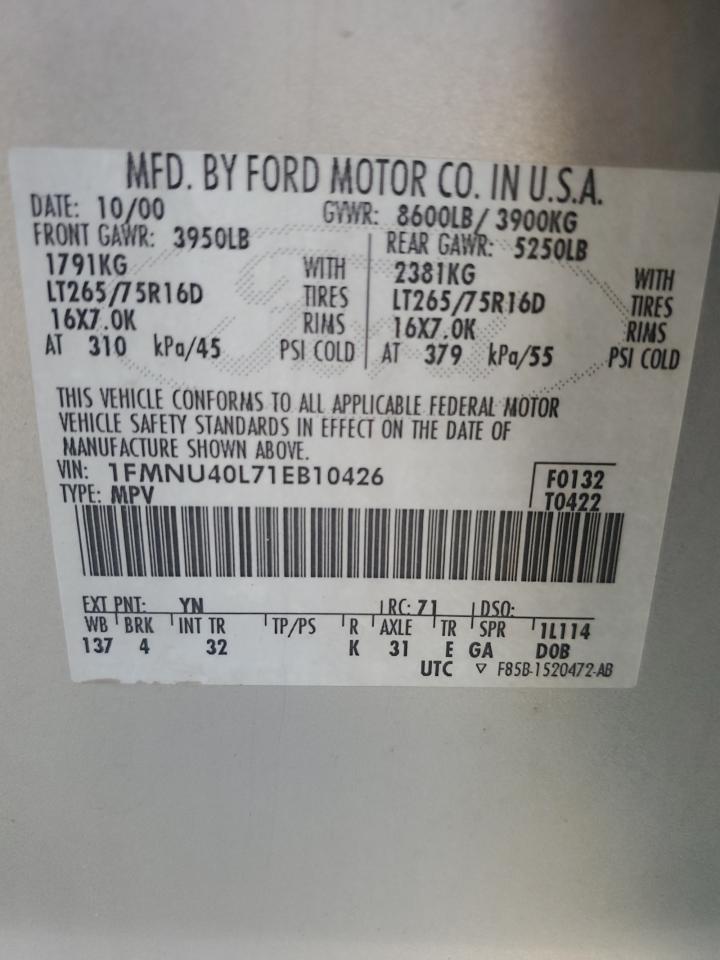 MFD. BY FORD MOTOR CO. IN U.S.A.
DATE: 10/00 GVWR: 8600LB/ 3900KG
FRONT GAWR: 3950LB REAR GAWR: 5250LB
1791KG WITH 2381KG WITH
LT265/75R16D TIRES LT265/75R16D TIRES
16X7.0K RIMS 16X7.0K RIMS
AT 310 kPa/45 PSI COLD AT 379 kPa/55 PSI COLD
THIS VEHICLE CONFORMS TO ALL APPLICABLE FEDERAL MOTOR
VEHICLE SAFETY STANDARDS IN EFFECT ON THE DATE OF
MANUFACTURE SHOWN ABOVE.
VIN: 1FMNU40L71EB10426 F0132
TYPE: MPV T0422
EXT PNT: YN RC: 71 DSO:
WB BRK INT TR TP/PS R AXLE TR SPR 1L114
137 4 32 K 31 E GA DOB
UTC ▽ F85B-1520472-AB